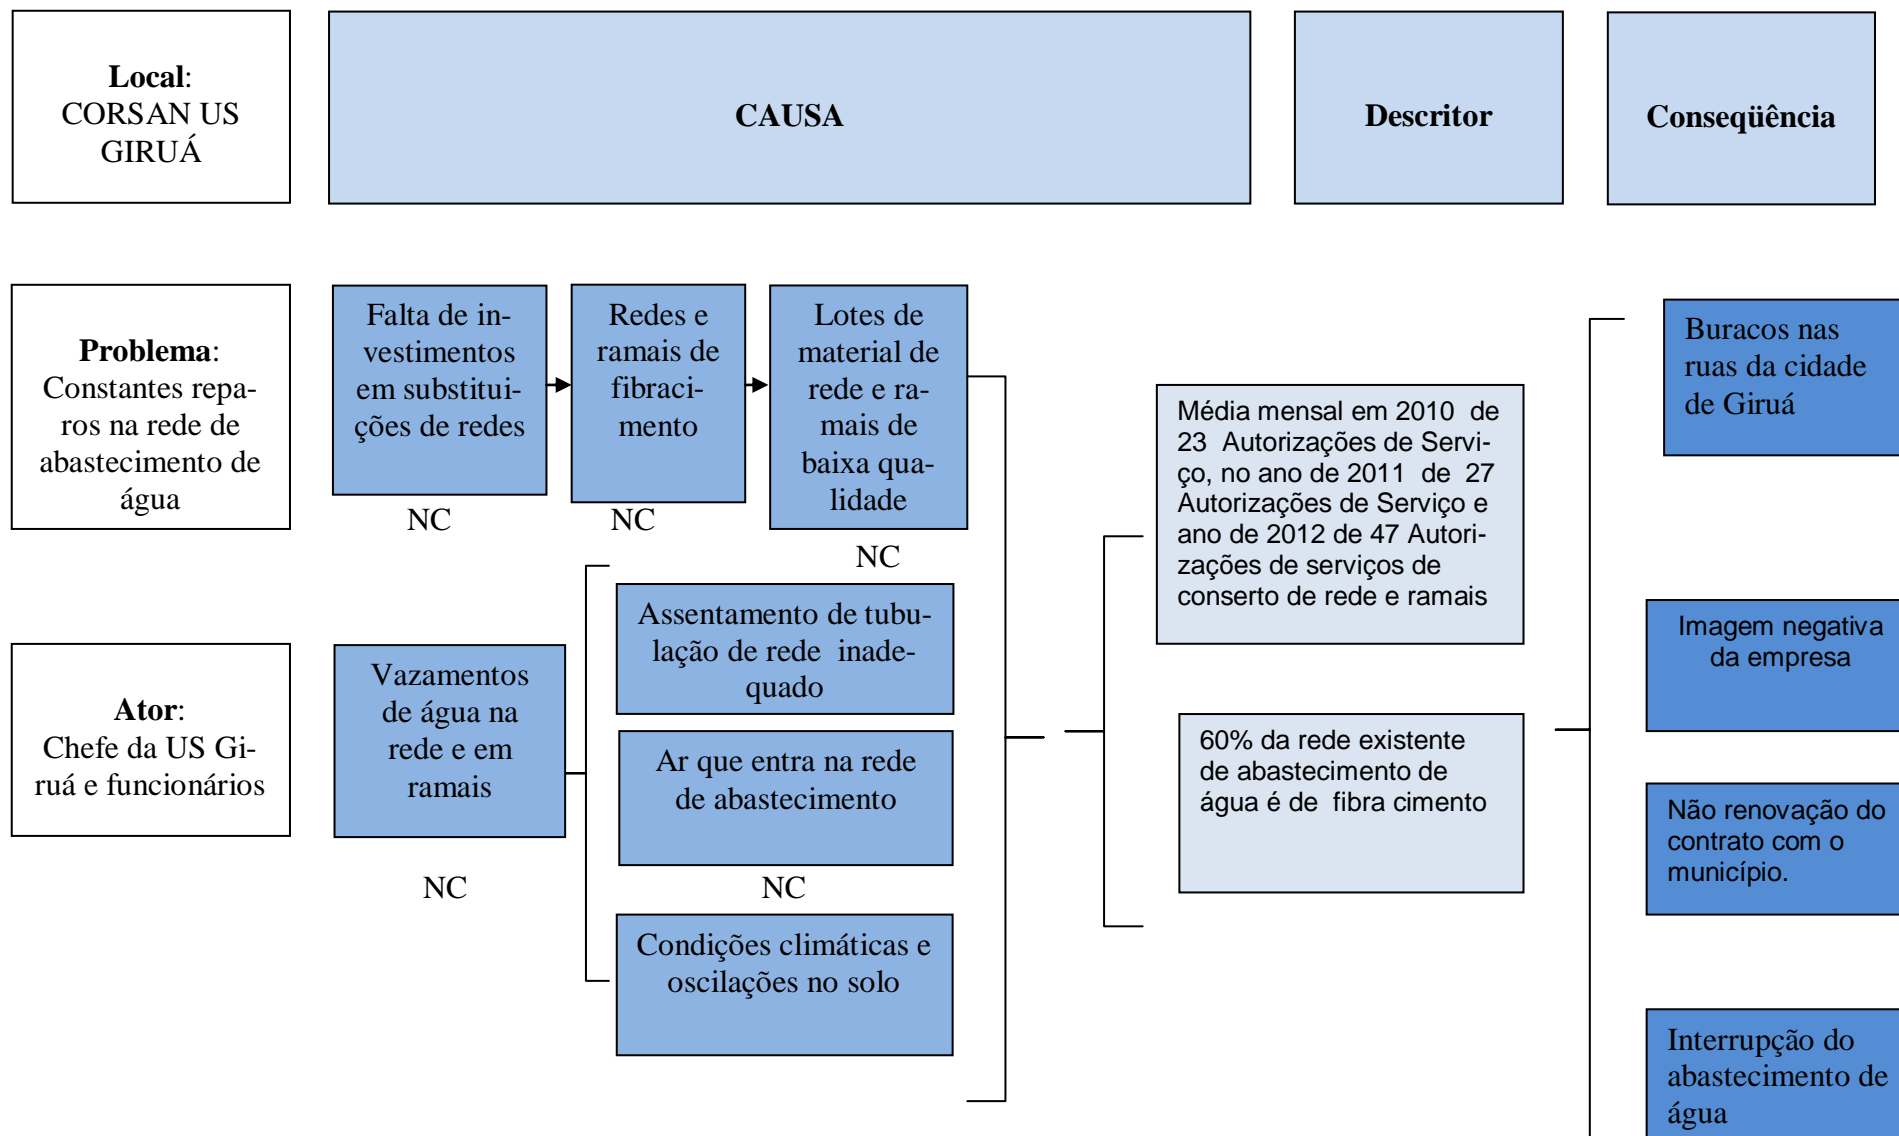 Local:
CORSAN US
GIRUÁ
CAUSA
Descritor
Conseqüência
Problema:
Constantes repa-
ros na rede de
abastecimento de
água
Falta de in-
vestimentos
em substitui-
ções de redes
NC
Redes e
ramais de
fibraci-
mento
NC
Lotes de
material de
rede e ra-
mais de
baixa qua-
lidade
NC
Média mensal em 2010 de
23 Autorizações de Servi-
ço, no ano de 2011 de 27
Autorizações de Serviço e
ano de 2012 de 47 Autori-
zações de serviços de
conserto de rede e ramais
Buracos nas
ruas da cidade
de Giruá
Ator:
Chefe da US Gi-
ruá e funcionários
Vazamentos
de água na
rede e em
ramais
NC
Assentamento de tubu-
lação de rede inade-
quado
Ar que entra na rede
de abastecimento
NC
Condições climáticas e
oscilações no solo
60% da rede existente
de abastecimento de
água é de fibra cimento
Imagem negativa
da empresa
Não renovação do
contrato com o
município.
Interrupção do
abastecimento de
água